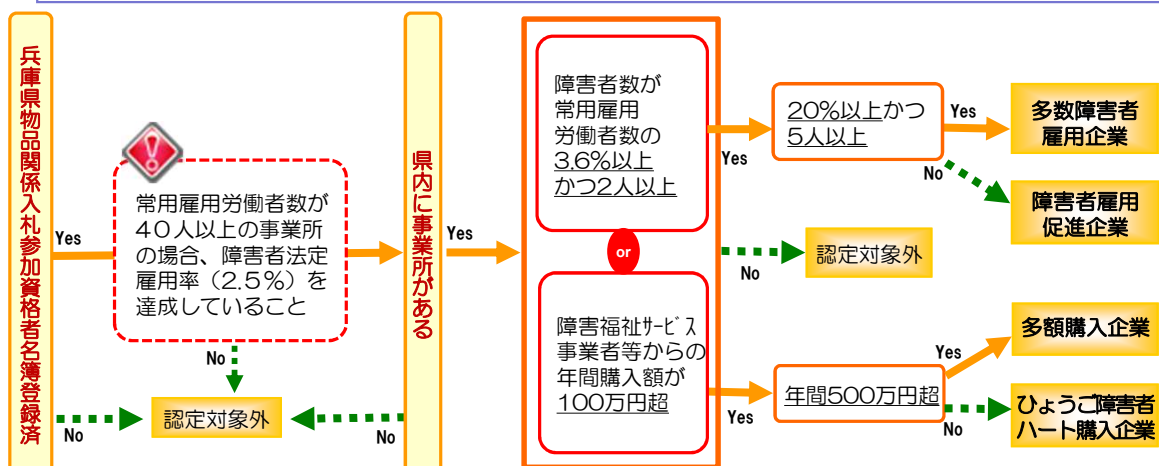 兵庫県物品関係入札参加資格者名簿登録済
Yes
No
常用雇用労働者数が
40人以上の事業所
の場合、障害者法定
雇用率（2.5％）を
達成していること
No
認定対象外
県内に事業所がある
Yes
No
障害者数が
常用雇用
労働者数の
3.6%以上
かつ2人以上
or
障害福祉サービス
事業者等からの
年間購入額が
100万円超
Yes
20%以上かつ
5人以上
Yes
多数障害者
雇用企業
No
障害者雇用
促進企業
No
認定対象外
Yes
年間500万円超
Yes
多額購入企業
No
ひょうご障害者
ハート購入企業